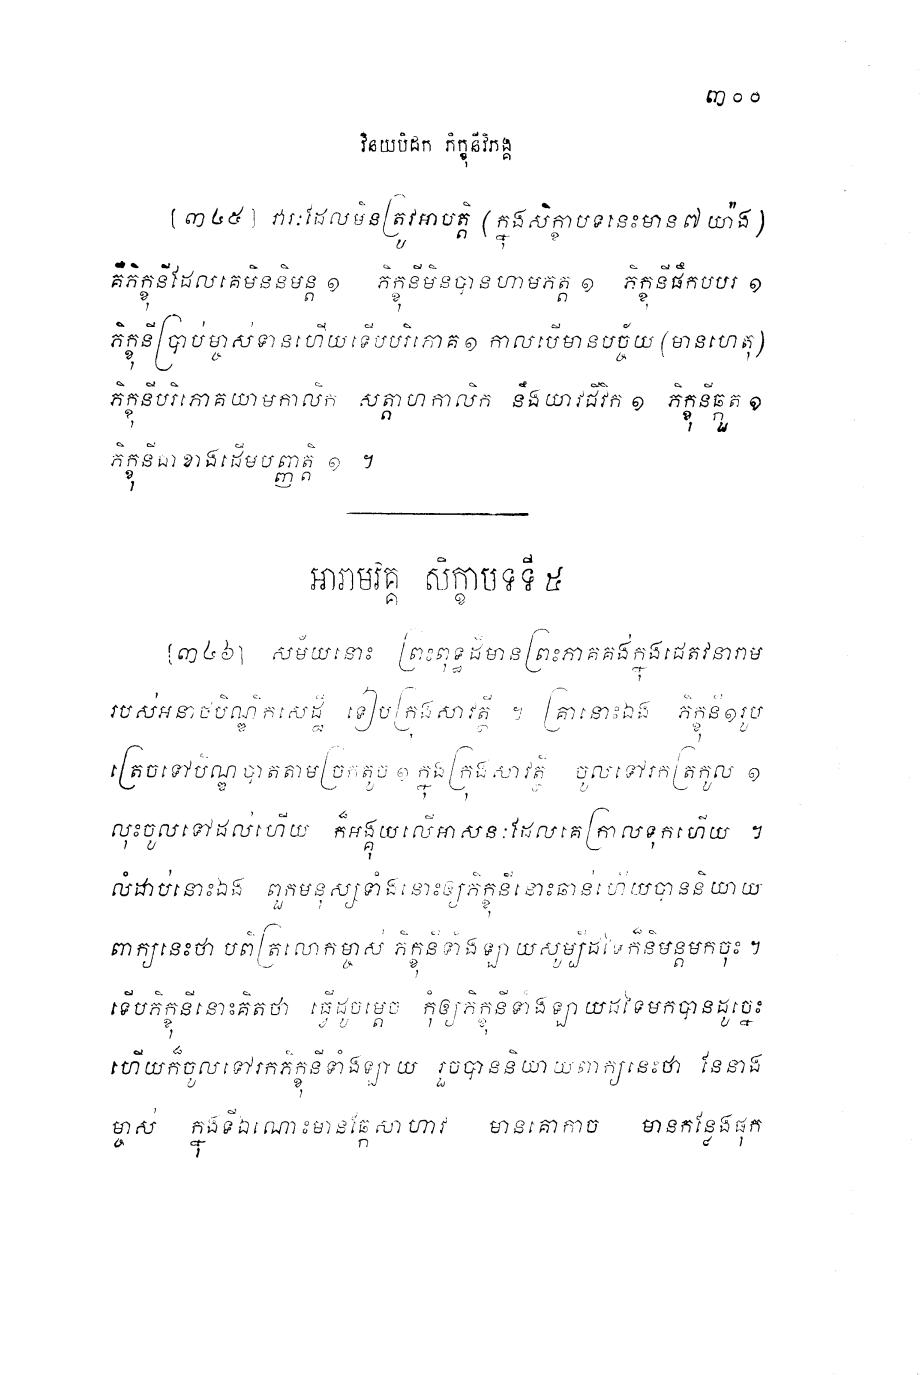 ៣០០
វិនយបិដក ភិក្ខុនីវិភង្គ
[៣៤៥] វារៈដែលមិនត្រូវអាបត្តិ (ក្នុងសិក្ខាបទនេះមាន៧ យ៉ាង)
គឺភិក្ខុនីដែលគេមិននិមន្ត ១ ភិក្ខុនីមិនបានហាមភត្ត ១ ភិក្ខុនីផឹកបបរ ១
ភិក្ខុនីប្រាប់ម្ចាស់ទានហើយទើបបរិភោគ ១ កាលបើមានបច្ច័យ (មានហេតុ)
ភិក្ខុនីបរិភោគយាមកាលិក សត្តាហកាលិក នឹងយាវជីវិក ១ ភិក្ខុនីឆ្កួត ១
ភិក្ខុនីជាខាងដើមបញ្ញត្តិ ១ ។
អារាមវគ្គ សិក្ខាបទទី ៥
[៣៤៦] សម័យនោះ ព្រះពុទ្ធដ៏មានព្រះភាគគង់ក្នុងជេតវនារាម
របស់អនាថបិណ្ឌិកសេដ្ឋី ទៀបក្រុងសាវត្ថី ។ គ្រានោះឯង ភិក្ខុនី១រូប
ត្រេចទៅបិណ្ឌបាតតាមច្រកតូច ១ ក្នុងក្រុងសាវត្ថី ចូលទៅរកត្រកូល ១
លុះចូលទៅដល់ហើយ ក៏អង្គុយលើអាសនៈដែលគេក្រាលទុកហើយ ។
លំដាប់នោះឯង ពួកមនុស្សទាំងនោះឲ្យភិក្ខុនីនោះឆាន់ហើយបាននិយាយ
ពាក្យនេះថា បពិត្រលោកម្ចាស់ ភិក្ខុនីទាំងឡាយសូម្បីដទៃក៏និមន្តមកចុះ ។
ទើបភិក្ខុនីនោះគិតថា ធ្វើដូចម្តេច កុំឲ្យភិក្ខុនីទាំងឡាយដទៃមកបានដូច្នេះ
ហើយក៏ចូលទៅរកភិក្ខុនីទាំងឡាយ រួចបាននិយាយពាក្យនេះថា នែនាង
ម្ចាស់ ក្នុងទីឯណោះមានឆ្កែសាហាវ មានគោកាច មានកន្លែងផុក